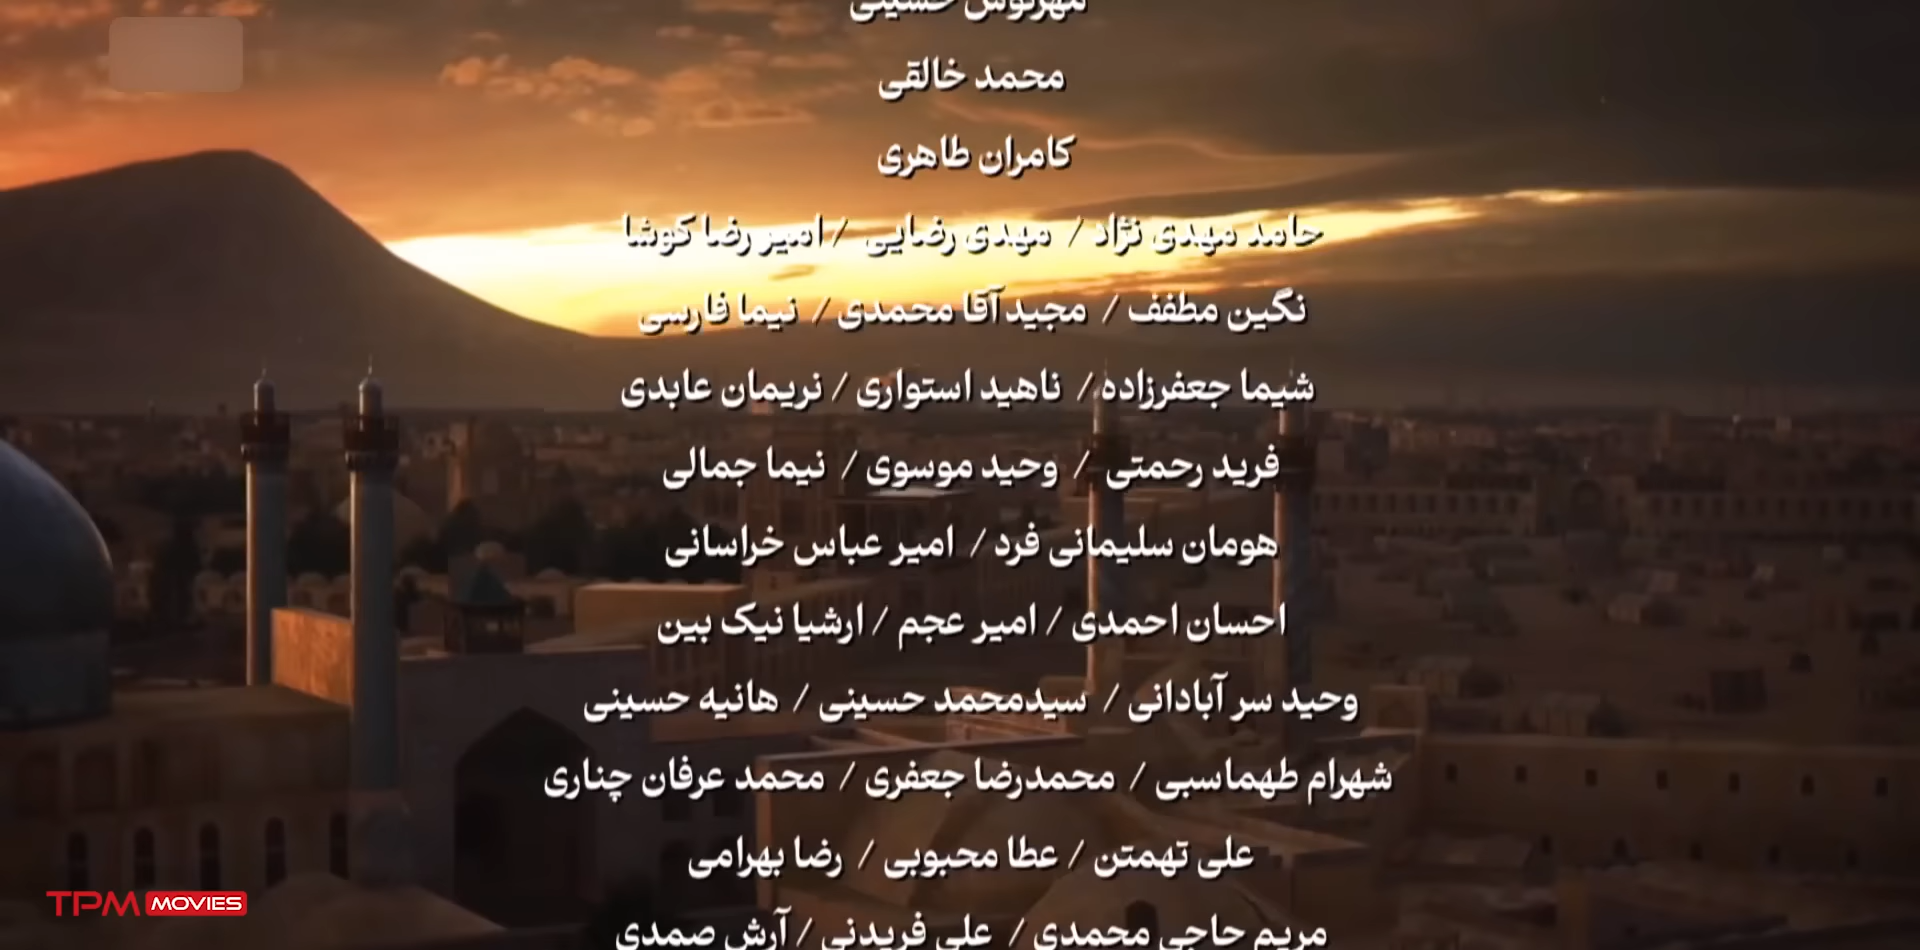 مهرنوش حسینی
محمد خالقی
کامران طاهری
حامد مهدی نژاد / مهدی رضایی / امیر رضا کوشا
نگین مطفف / مجید آقا محمدی / نیما فارسی
شیما جعفرزاده / ناهید استواری / نریمان عابدی
فرید رحمتی / وحید موسوی / نیما جمالی
هومان سلیمانی فرد / امیر عباس خراسانی
احسان احمدی / امیر عجم / ارشیا نیک بین
وحید سر آبادانی / سیدمحمد حسینی / هانیه حسینی
شهرام طهماسبی / محمدرضا جعفری / محمد عرفان چناری
علی تهمتن / عطا محبوبی / رضا بهرامی
مریم حاجی محمدی / علی فریدنی / آرش صمدی
TPM MOVIES